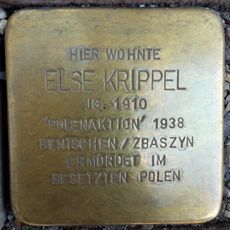 HIER WOHNTE
ELSE KRIPPEL
JG. 1910
'POLENAKTION' 1938
BENTSCHEN / ZBASZYN
ERMORDET IM
BESETZTEN POLEN